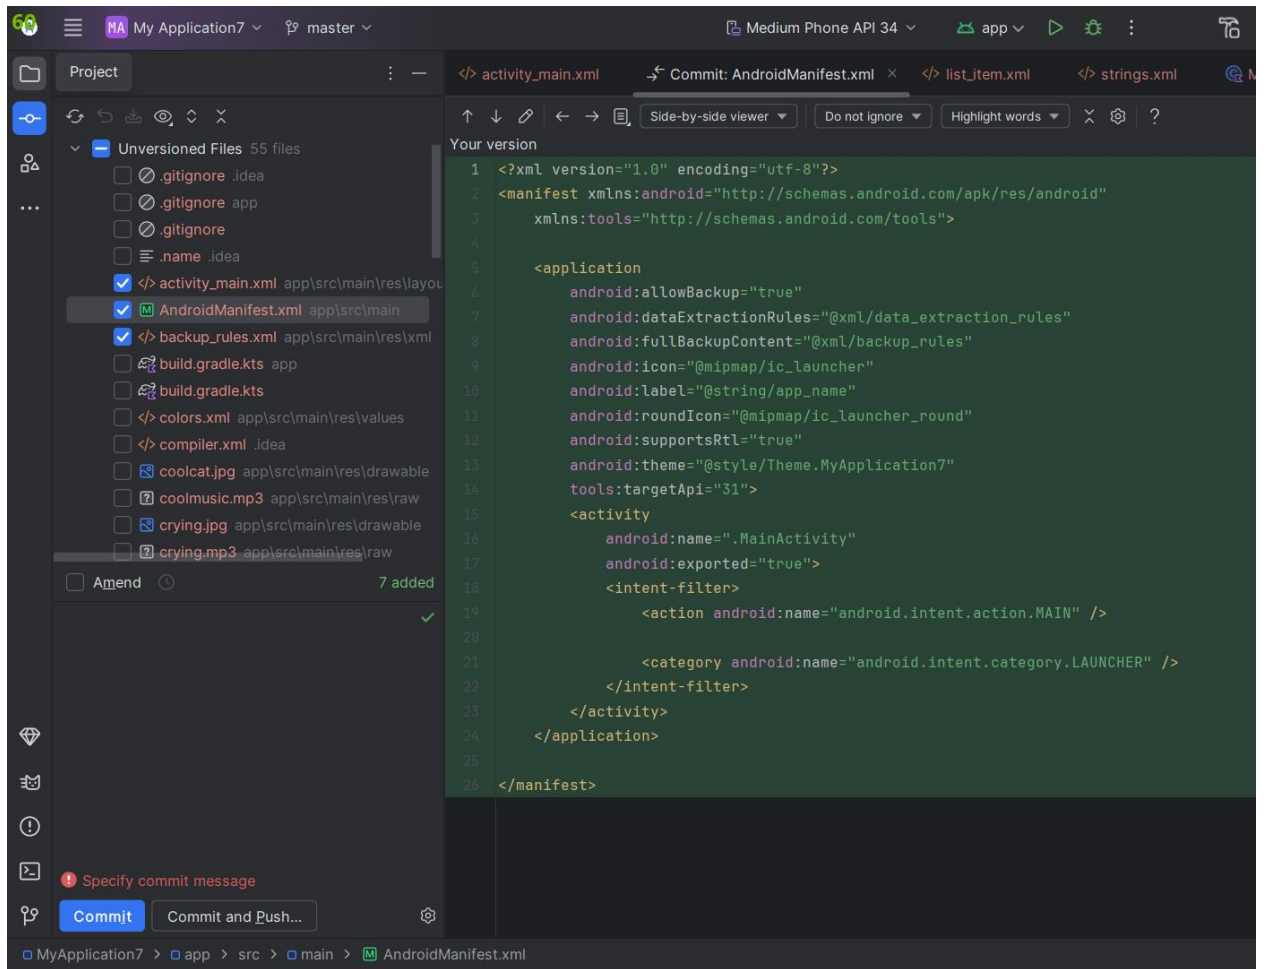 60
MA My Application7 master Medium Phone API 34 app
Project
activity_main.xml Commit: AndroidManifest.xml list_item.xml strings.xml
Side-by-side viewer Do not ignore Highlight words ?
Unversioned Files 55 files
.gitignore .idea
.gitignore app
.gitignore
.name .idea
activity_main.xml app\src\main\res\layou
AndroidManifest.xml app\src\main
backup_rules.xml app\src\main\res\xml
build.gradle.kts app
build.gradle.kts
colors.xml app\src\main\res\values
compiler.xml .idea
coolcat.jpg app\src\main\res\drawable
coolmusic.mp3 app\src\main\res\raw
crying.jpg app\src\main\res\drawable
crying.mp3 app\src\main\res\raw
Amend 7 added
Specify commit message
Commit Commit and Push...
Your version
1 <?xml version="1.0" encoding="utf-8"?>
2 <manifest xmlns:android="http://schemas.android.com/apk/res/android"
3 xmlns:tools="http://schemas.android.com/tools">
4
5 <application
6 android:allowBackup="true"
7 android:dataExtractionRules="@xml/data_extraction_rules"
8 android:fullBackupContent="@xml/backup_rules"
9 android:icon="@mipmap/ic_launcher"
10 android:label="@string/app_name"
11 android:roundIcon="@mipmap/ic_launcher_round"
12 android:supportsRtl="true"
13 android:theme="@style/Theme.MyApplication7"
14 tools:targetApi="31">
15 <activity
16 android:name=".MainActivity"
17 android:exported="true">
18 <intent-filter>
19 <action android:name="android.intent.action.MAIN" />
20
21 <category android:name="android.intent.category.LAUNCHER" />
22 </intent-filter>
23 </activity>
24 </application>
25
26 </manifest>
MyApplication7 > app > src > main > AndroidManifest.xml